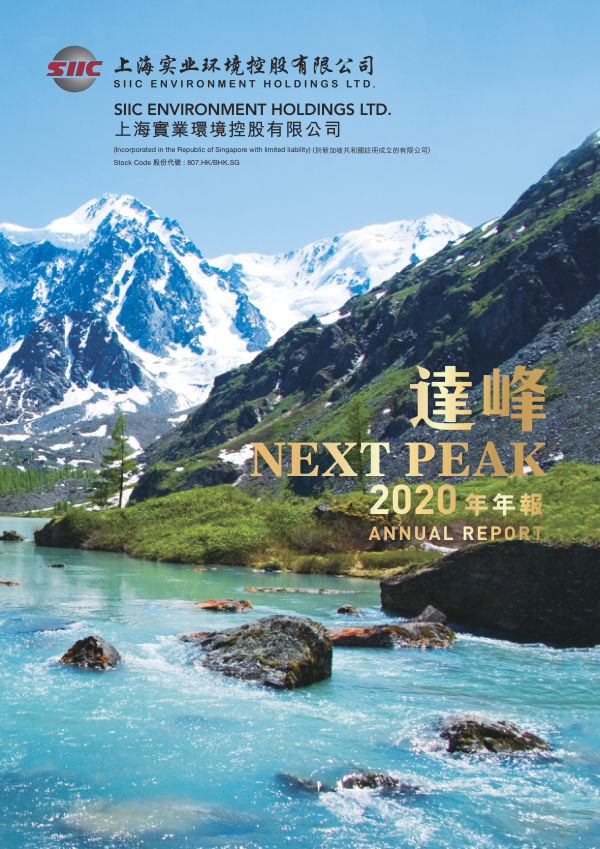 SIIC
上海实业环境控股有限公司
SIIC ENVIRONMENT HOLDINGS LTD.
SIIC ENVIRONMENT HOLDINGS LTD.
上海實業環境控股有限公司
(Incorporated in the Republic of Singapore with limited liability) (於新加坡共和國註冊成立的有限公司)
Stock Code 股份代號 : 807.HK/BHK.SG
達峰
NEXT PEAK
2020 年年報
ANNUAL REPORT